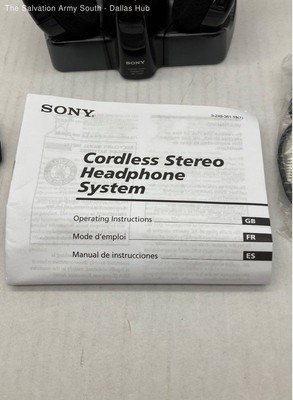 The Salvation Army South - Dallas Hub
SONY
Cordless Stereo
Headphone
System
Operating Instructions GB
Mode d'emploi FR
Manual de instrucciones ES